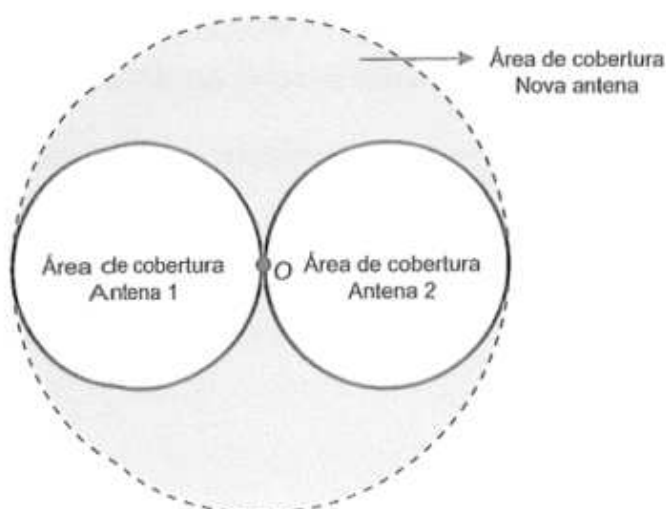 Área de cobertura
Nova antena
Área de cobertura
Antena 1
O
Área de cobertura
Antena 2